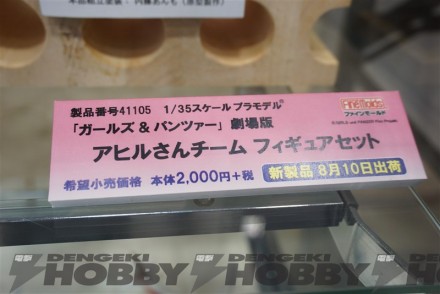 製品番号41105 1/35スケール プラモデル
「ガールズ&パンツァー」劇場版
アヒルさんチーム フィギュアセット
希望小売価格 本体2,000円+税
新製品 8月10日出荷
ファインモールド
電撃 DENGEKI HOBBY 電撃 DENGEKI HOBBY